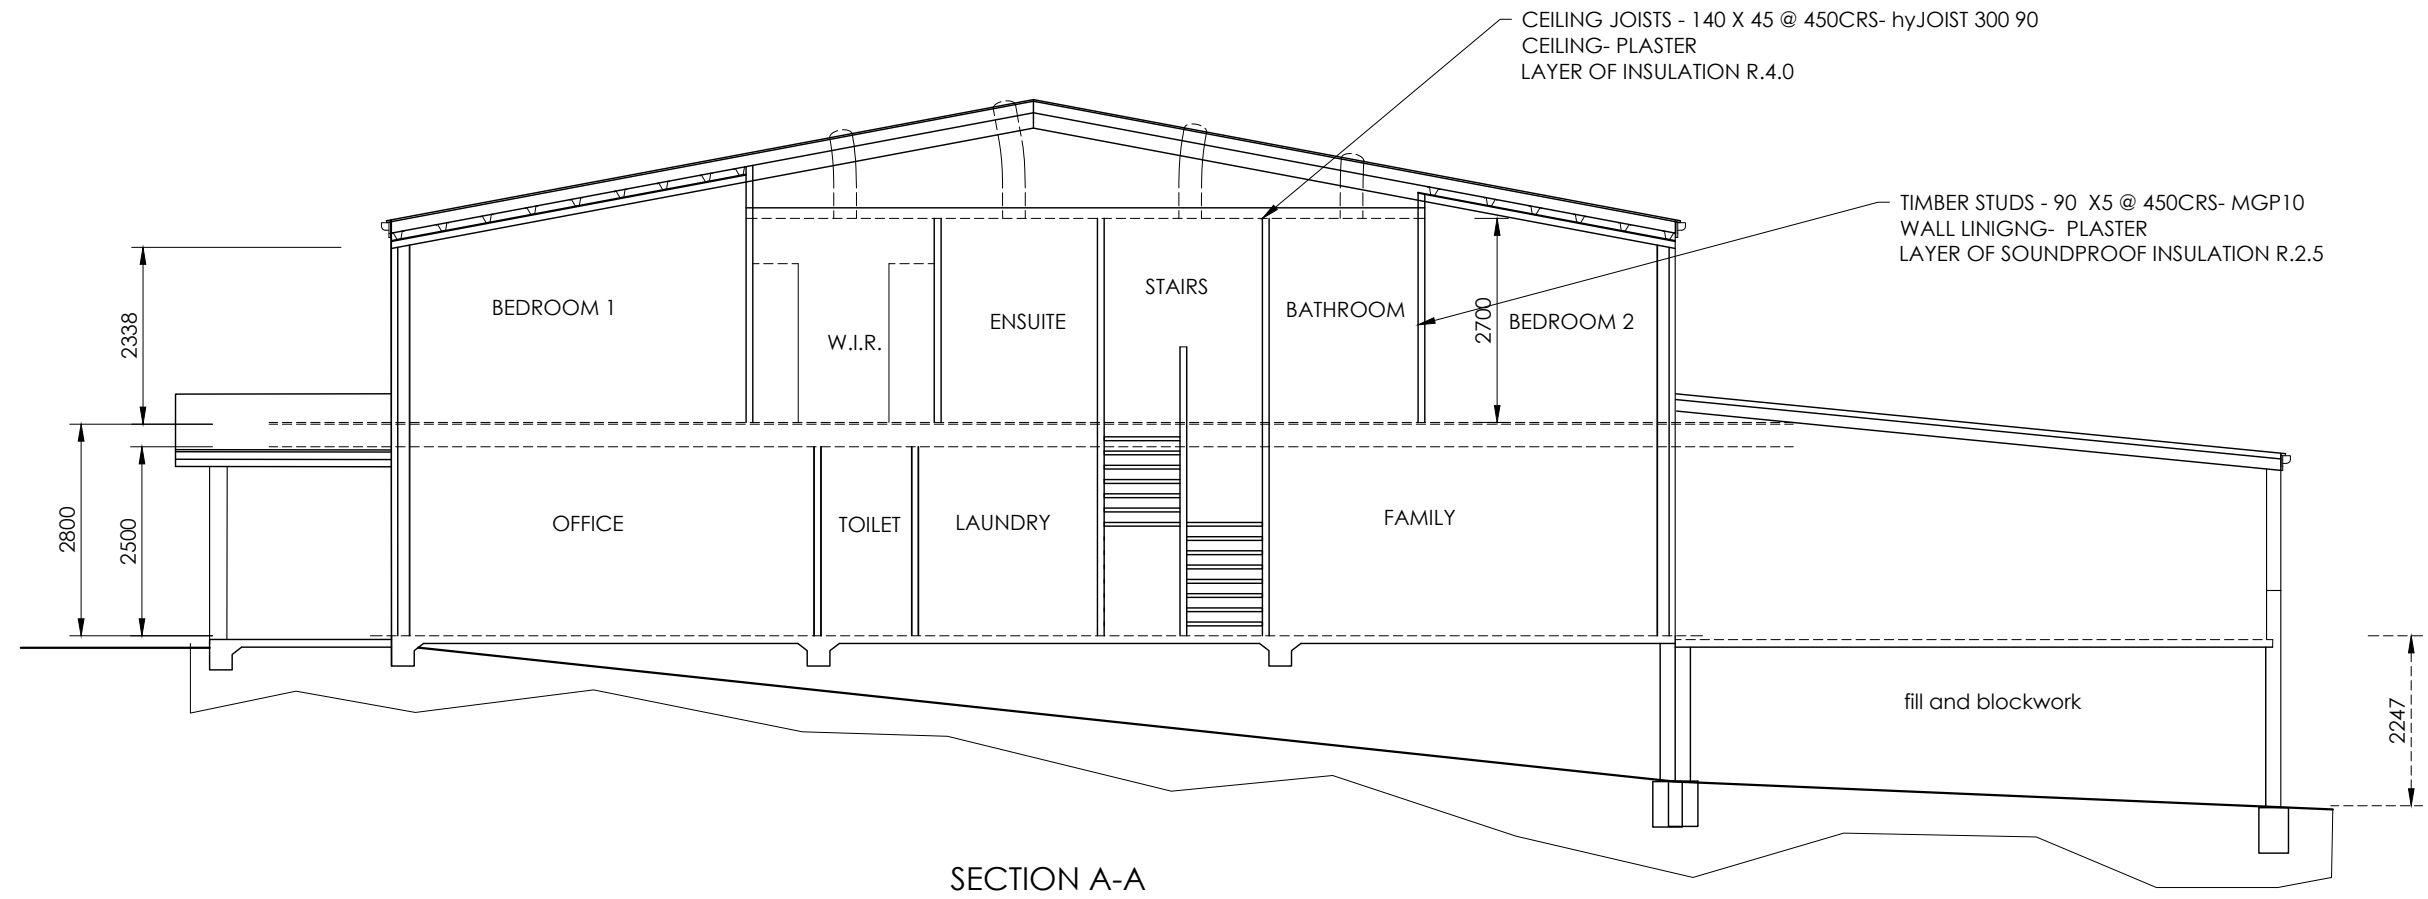 CEILING JOISTS - 140 X 45 @ 450CRS- hyJOIST 300 90
CEILING- PLASTER
LAYER OF INSULATION R.4.0
TIMBER STUDS - 90  X5 @ 450CRS- MGP10
WALL LINIGNG-  PLASTER
LAYER OF SOUNDPROOF INSULATION R.2.5
STAIRS
BEDROOM 1
BATHROOM
2700
BEDROOM 2
ENSUITE
2338
W.I.R.
FAMILY
OFFICE
TOILET
LAUNDRY
2800
2500
fill and blockwork
2247
SECTION A-A